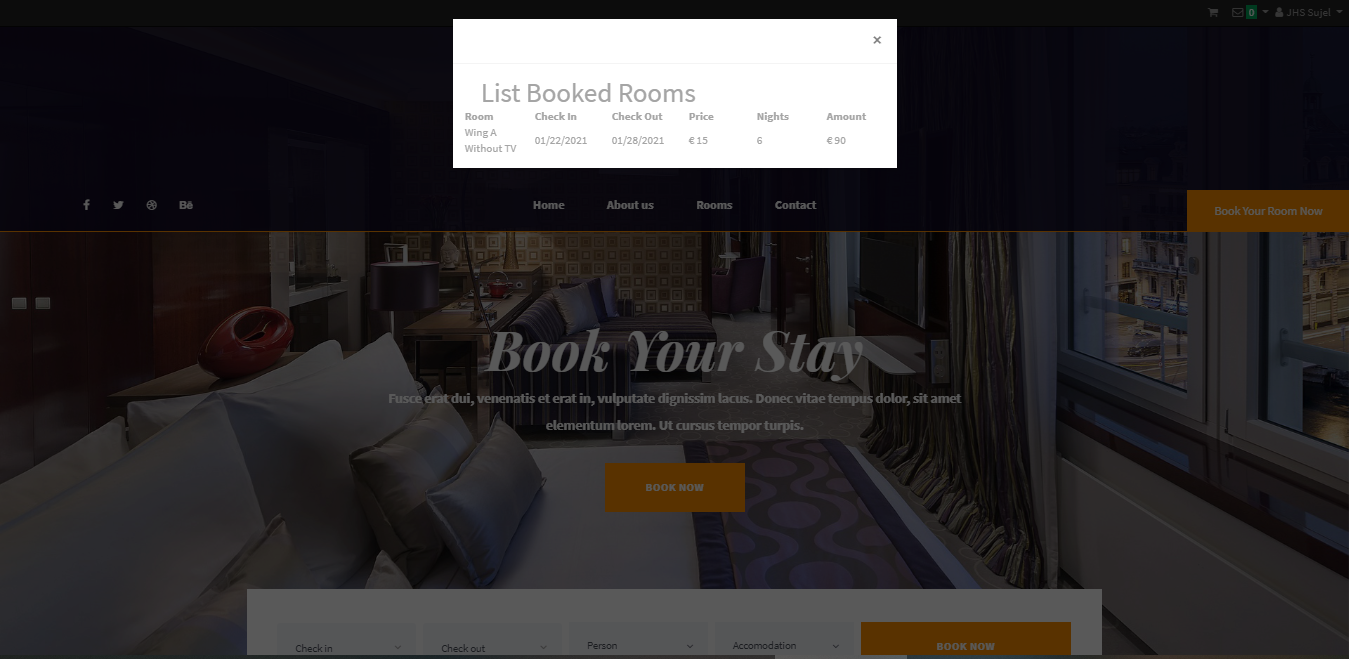 0 JHS Sujel
×
List Booked Rooms
Room Check In Check Out Price Nights Amount
Wing A
Without TV 01/22/2021 01/28/2021 € 15 6 € 90
Bē Home About us Rooms Contact Book Your Room Now
Book Your Stay
Fusce erat dui, venenatis et erat in, vulputate dignissim lacus. Donec vitae tempus dolor, sit amet
elementum lorem. Ut cursus tempor turpis.
BOOK NOW
Check in Check out Person Accomodation BOOK NOW